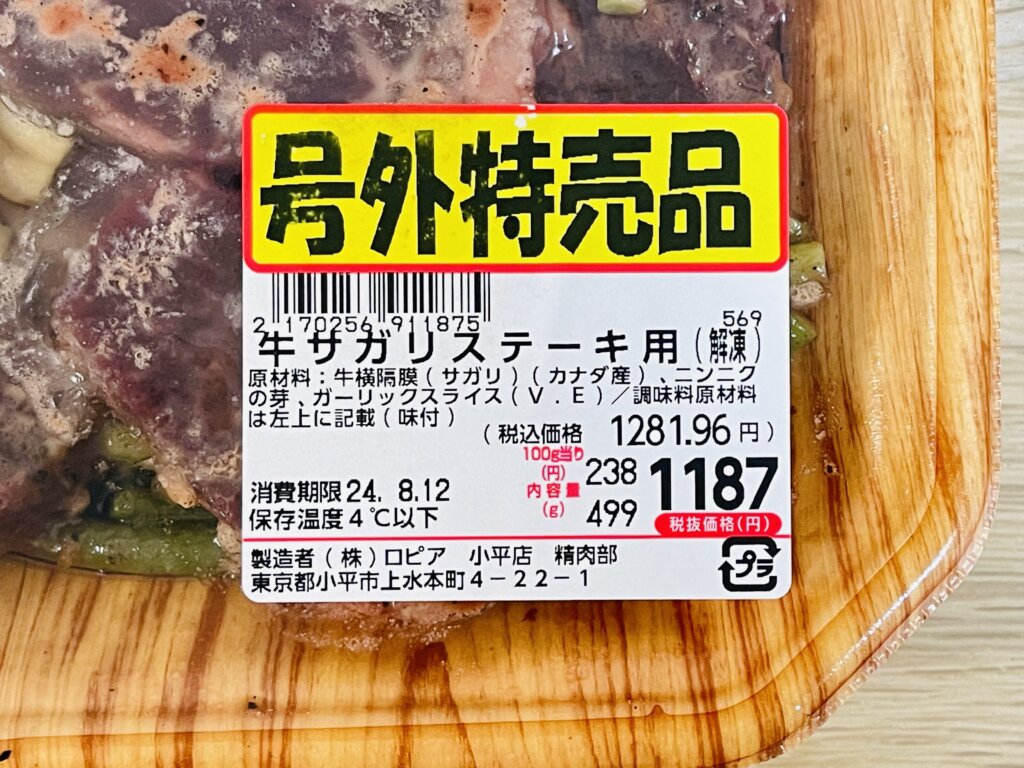 号外特売品
2 170256 911875
569
牛サガリステーキ用(解凍)
原材料:牛横隔膜(サガリ)(カナダ産)、ニンニク
の芽、ガーリックスライス(V.E)/調味料原材料
は左上に記載(味付)
(税込価格 1281.96円)
100g当り(円) 238
1187
税抜価格(円)
内容量(g) 499
消費期限24. 8.12
保存温度4℃以下
製造者(株)ロピア 小平店 精肉部
東京都小平市上水本町4-22-1
プラ